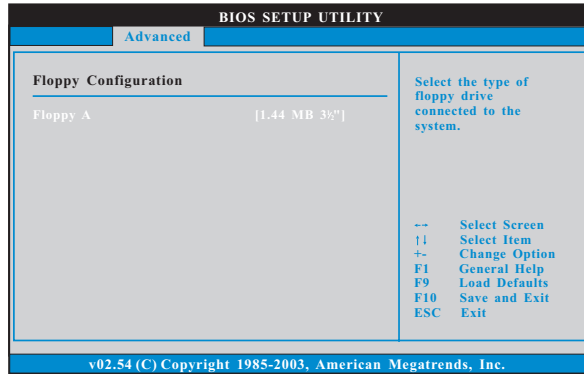 BIOS SETUP UTILITY
Advanced
Floppy Configuration
Floppy A [1.44 MB 3½"]
Select the type of
floppy drive
connected to the
system.
←→ Select Screen
↑↓ Select Item
+- Change Option
F1 General Help
F9 Load Defaults
F10 Save and Exit
ESC Exit
v02.54 (C) Copyright 1985-2003, American Megatrends, Inc.